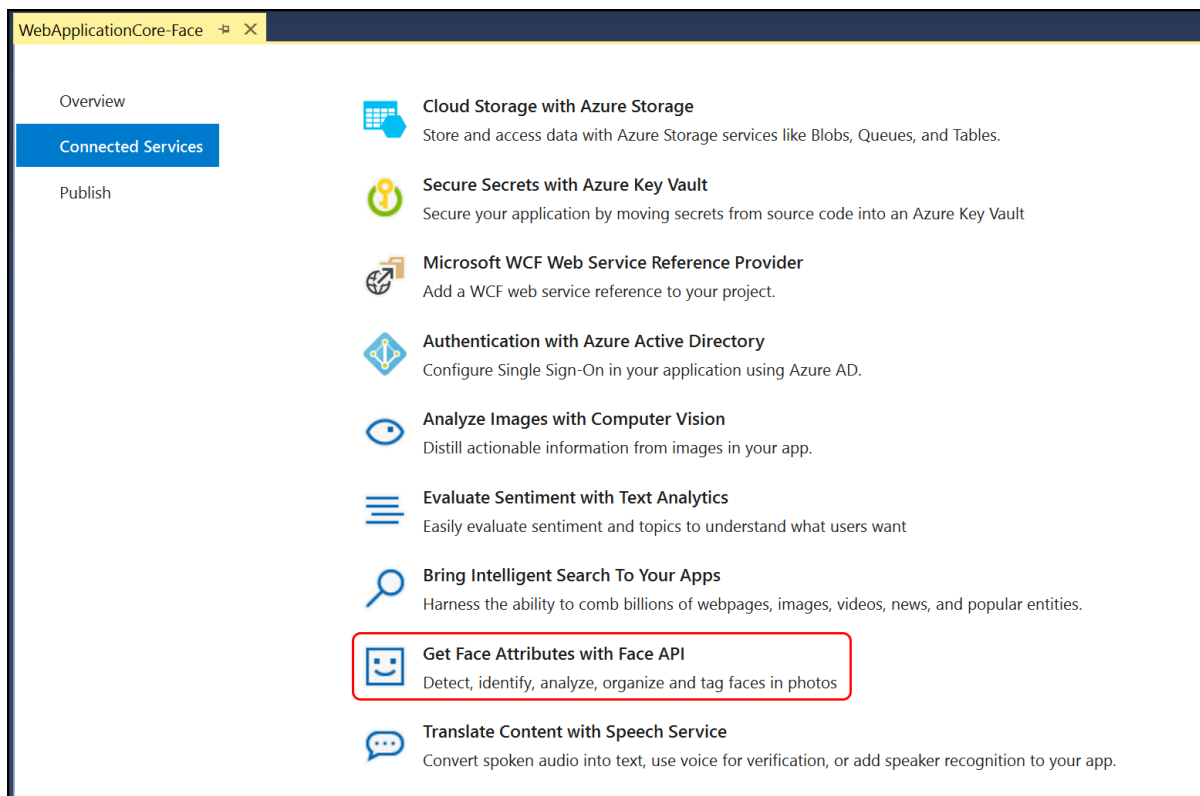 WebApplicationCore-Face
Overview
Connected Services
Publish
Cloud Storage with Azure Storage
Store and access data with Azure Storage services like Blobs, Queues, and Tables.
Secure Secrets with Azure Key Vault
Secure your application by moving secrets from source code into an Azure Key Vault
Microsoft WCF Web Service Reference Provider
Add a WCF web service reference to your project.
Authentication with Azure Active Directory
Configure Single Sign-On in your application using Azure AD.
Analyze Images with Computer Vision
Distill actionable information from images in your app.
Evaluate Sentiment with Text Analytics
Easily evaluate sentiment and topics to understand what users want
Bring Intelligent Search To Your Apps
Harness the ability to comb billions of webpages, images, videos, news, and popular entities.
Get Face Attributes with Face API
Detect, identify, analyze, organize and tag faces in photos
Translate Content with Speech Service
Convert spoken audio into text, use voice for verification, or add speaker recognition to your app.